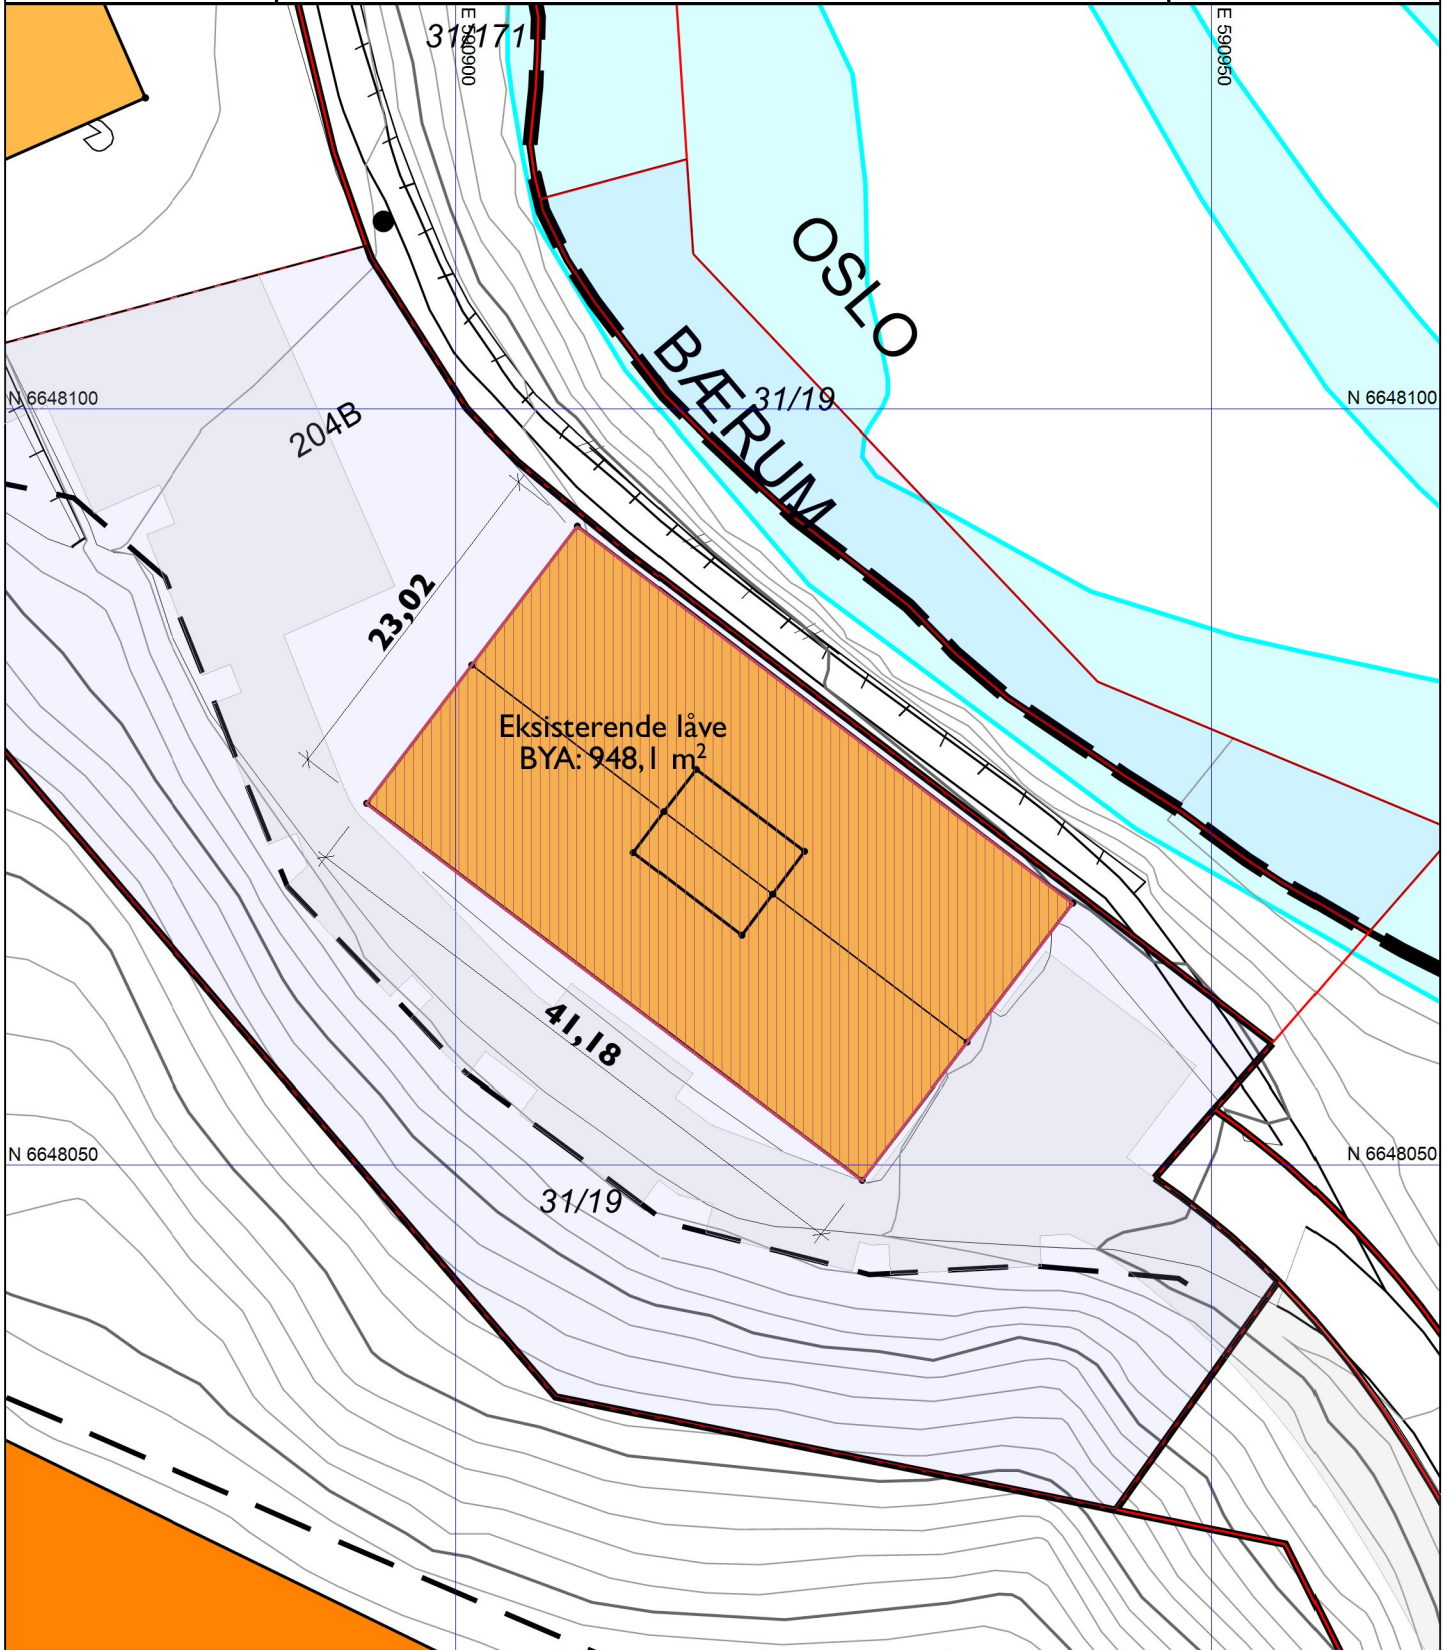 31/171
E 590900
E 590950
OSLO
BÆRUM
31/19
N 6648100
N 6648100
204B
23,02
Eksisterende låve
BYA: 948,1 m²
41,18
N 6648050
N 6648050
31/19